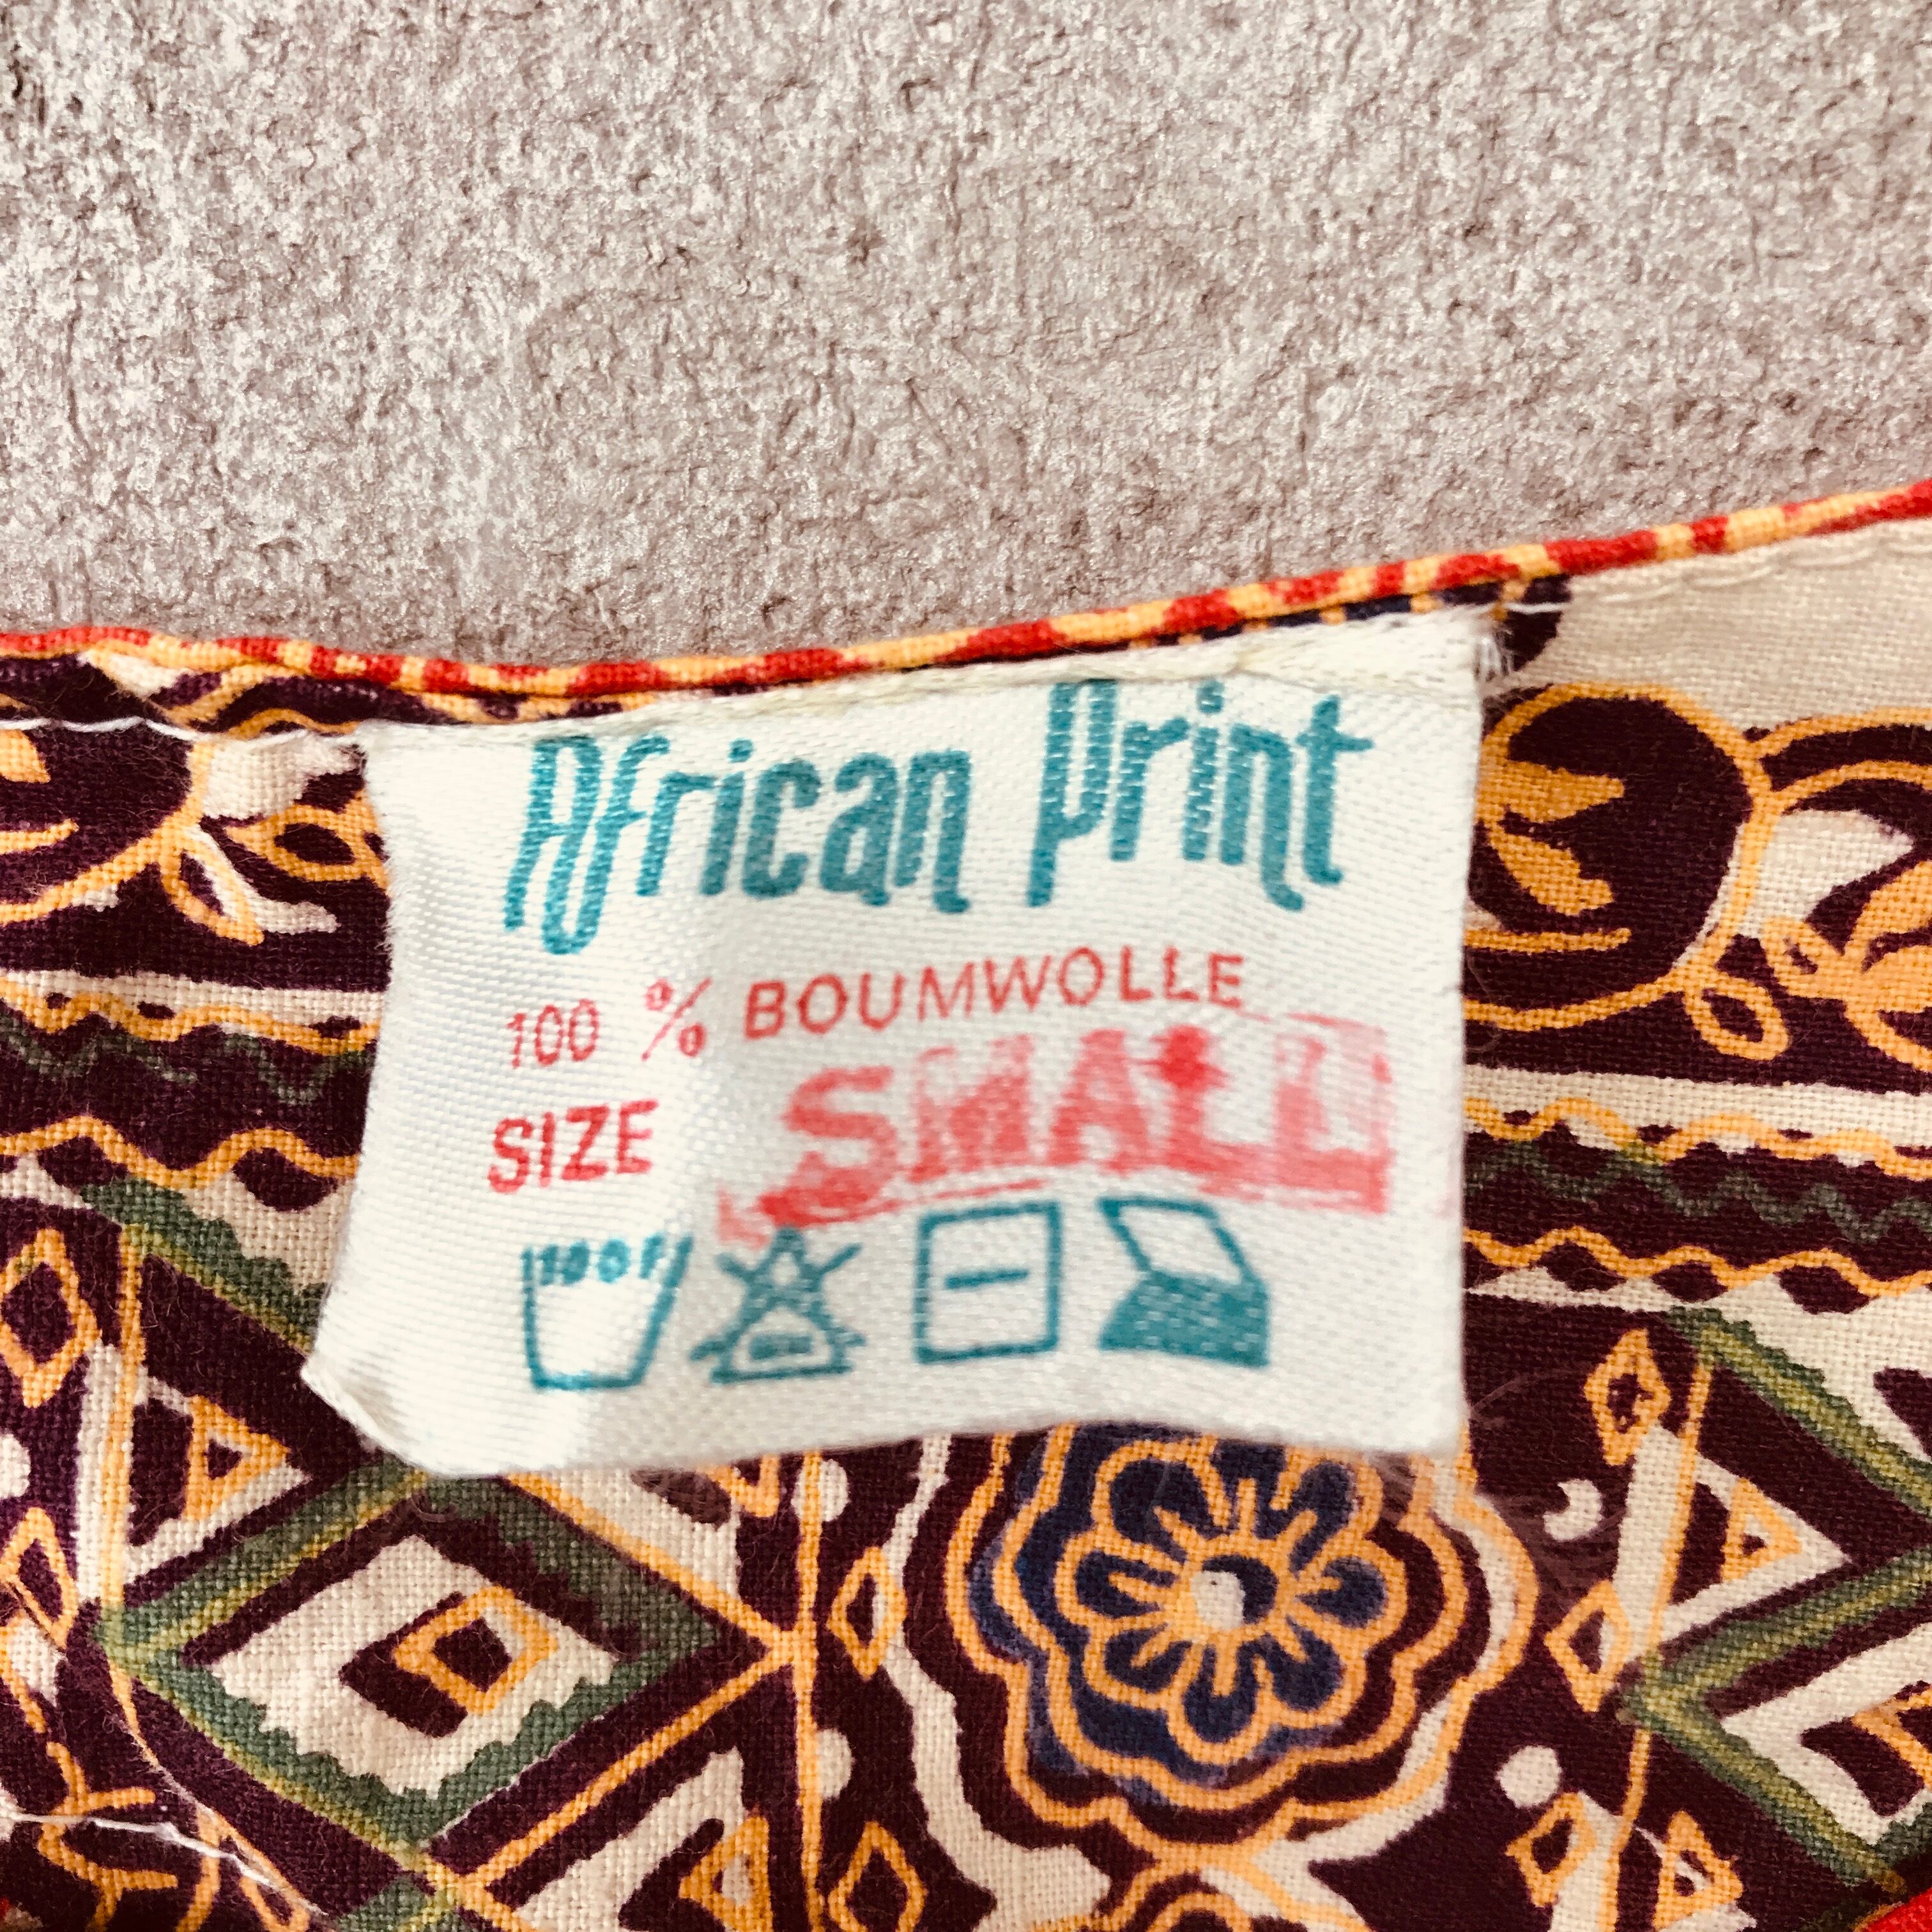 African Print
100 % BOUMWOLLE
SIZE SMALL